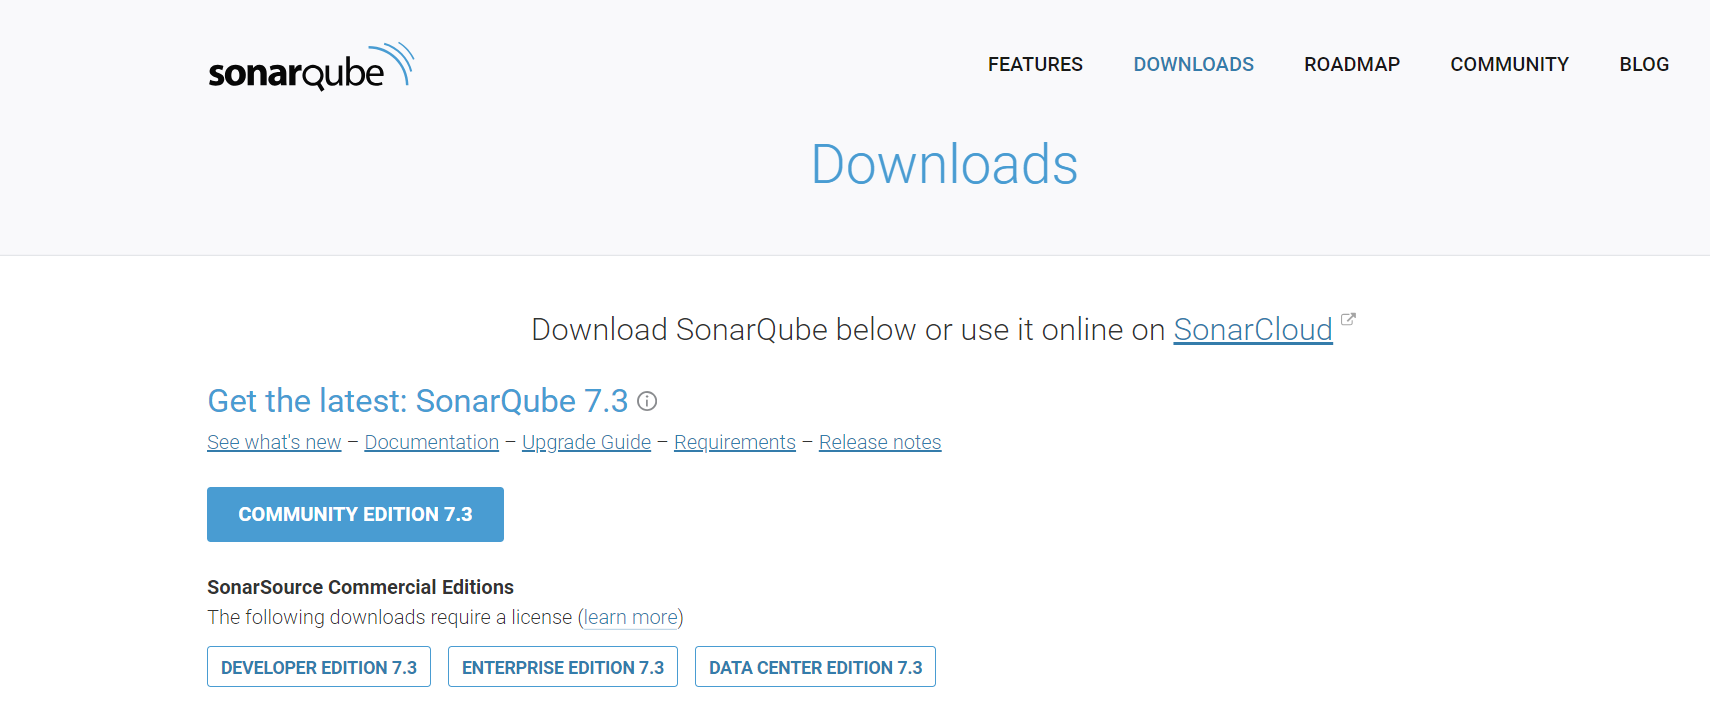 sonarqube
FEATURES DOWNLOADS ROADMAP COMMUNITY BLOG
Downloads
Download SonarQube below or use it online on SonarCloud
Get the latest: SonarQube 7.3
See what's new – Documentation – Upgrade Guide – Requirements – Release notes
COMMUNITY EDITION 7.3
SonarSource Commercial Editions
The following downloads require a license (learn more)
DEVELOPER EDITION 7.3 ENTERPRISE EDITION 7.3 DATA CENTER EDITION 7.3